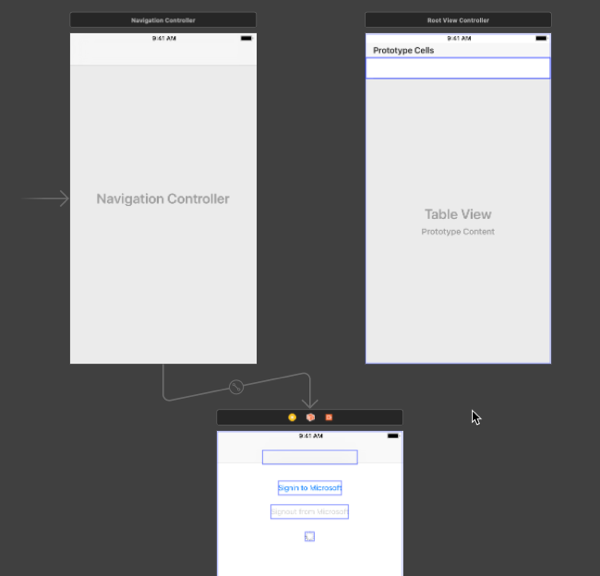 Navigation Controller
Root View Controller
9:41 AM
9:41 AM
Prototype Cells
Navigation Controller
Table View
Prototype Content
9:41 AM
Signin to Microsoft
Signout from Microsoft